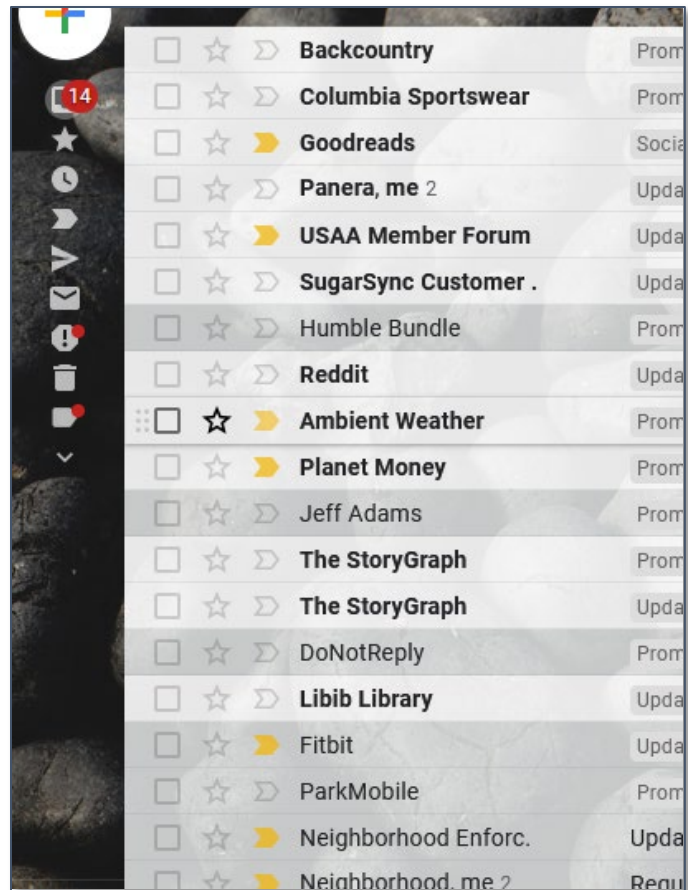 Backcountry Prom
14
Columbia Sportswear Prom
Goodreads Socia
Panera, me 2 Upda
USAA Member Forum Upda
SugarSync Customer . Upda
Humble Bundle Prom
Reddit Upda
Ambient Weather Prom
Planet Money Prom
Jeff Adams Prom
The StoryGraph Prom
The StoryGraph Upda
DoNotReply Prom
Libib Library Upda
Fitbit Upda
ParkMobile Prom
Neighborhood Enforc. Upda
Neighborhood, me 2 Requ